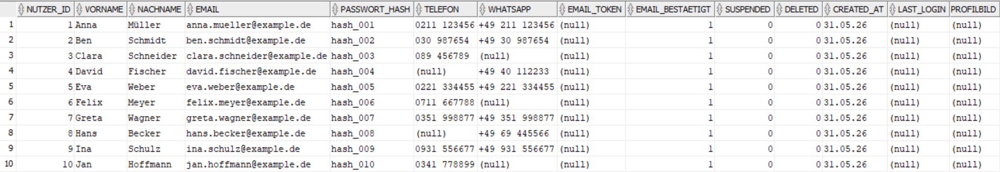 NUTZER_ID VORNAME NACHNAME EMAIL PASSWORT_HASH TELEFON WHATSAPP EMAIL_TOKEN EMAIL_BESTAETIGT SUSPENDED DELETED CREATED_AT LAST_LOGIN PROFILBILD
1 1 Anna Müller anna.mueller@example.de hash_001 0211 123456 +49 211 123456 (null) 1 0 0 31.05.26 (null) (null)
2 2 Ben Schmidt ben.schmidt@example.de hash_002 030 987654 +49 30 987654 (null) 1 0 0 31.05.26 (null) (null)
3 3 Clara Schneider clara.schneider@example.de hash_003 089 456789 (null) (null) 1 0 0 31.05.26 (null) (null)
4 4 David Fischer david.fischer@example.de hash_004 (null) +49 40 112233 (null) 1 0 0 31.05.26 (null) (null)
5 5 Eva Weber eva.weber@example.de hash_005 0221 334455 +49 221 334455 (null) 1 0 0 31.05.26 (null) (null)
6 6 Felix Meyer felix.meyer@example.de hash_006 0711 667788 (null) (null) 1 0 0 31.05.26 (null) (null)
7 7 Greta Wagner greta.wagner@example.de hash_007 0351 998877 +49 351 998877 (null) 1 0 0 31.05.26 (null) (null)
8 8 Hans Becker hans.becker@example.de hash_008 (null) +49 69 445566 (null) 1 0 0 31.05.26 (null) (null)
9 9 Ina Schulz ina.schulz@example.de hash_009 0931 556677 +49 931 556677 (null) 1 0 0 31.05.26 (null) (null)
10 10 Jan Hoffmann jan.hoffmann@example.de hash_010 0341 778899 (null) (null) 1 0 0 31.05.26 (null) (null)